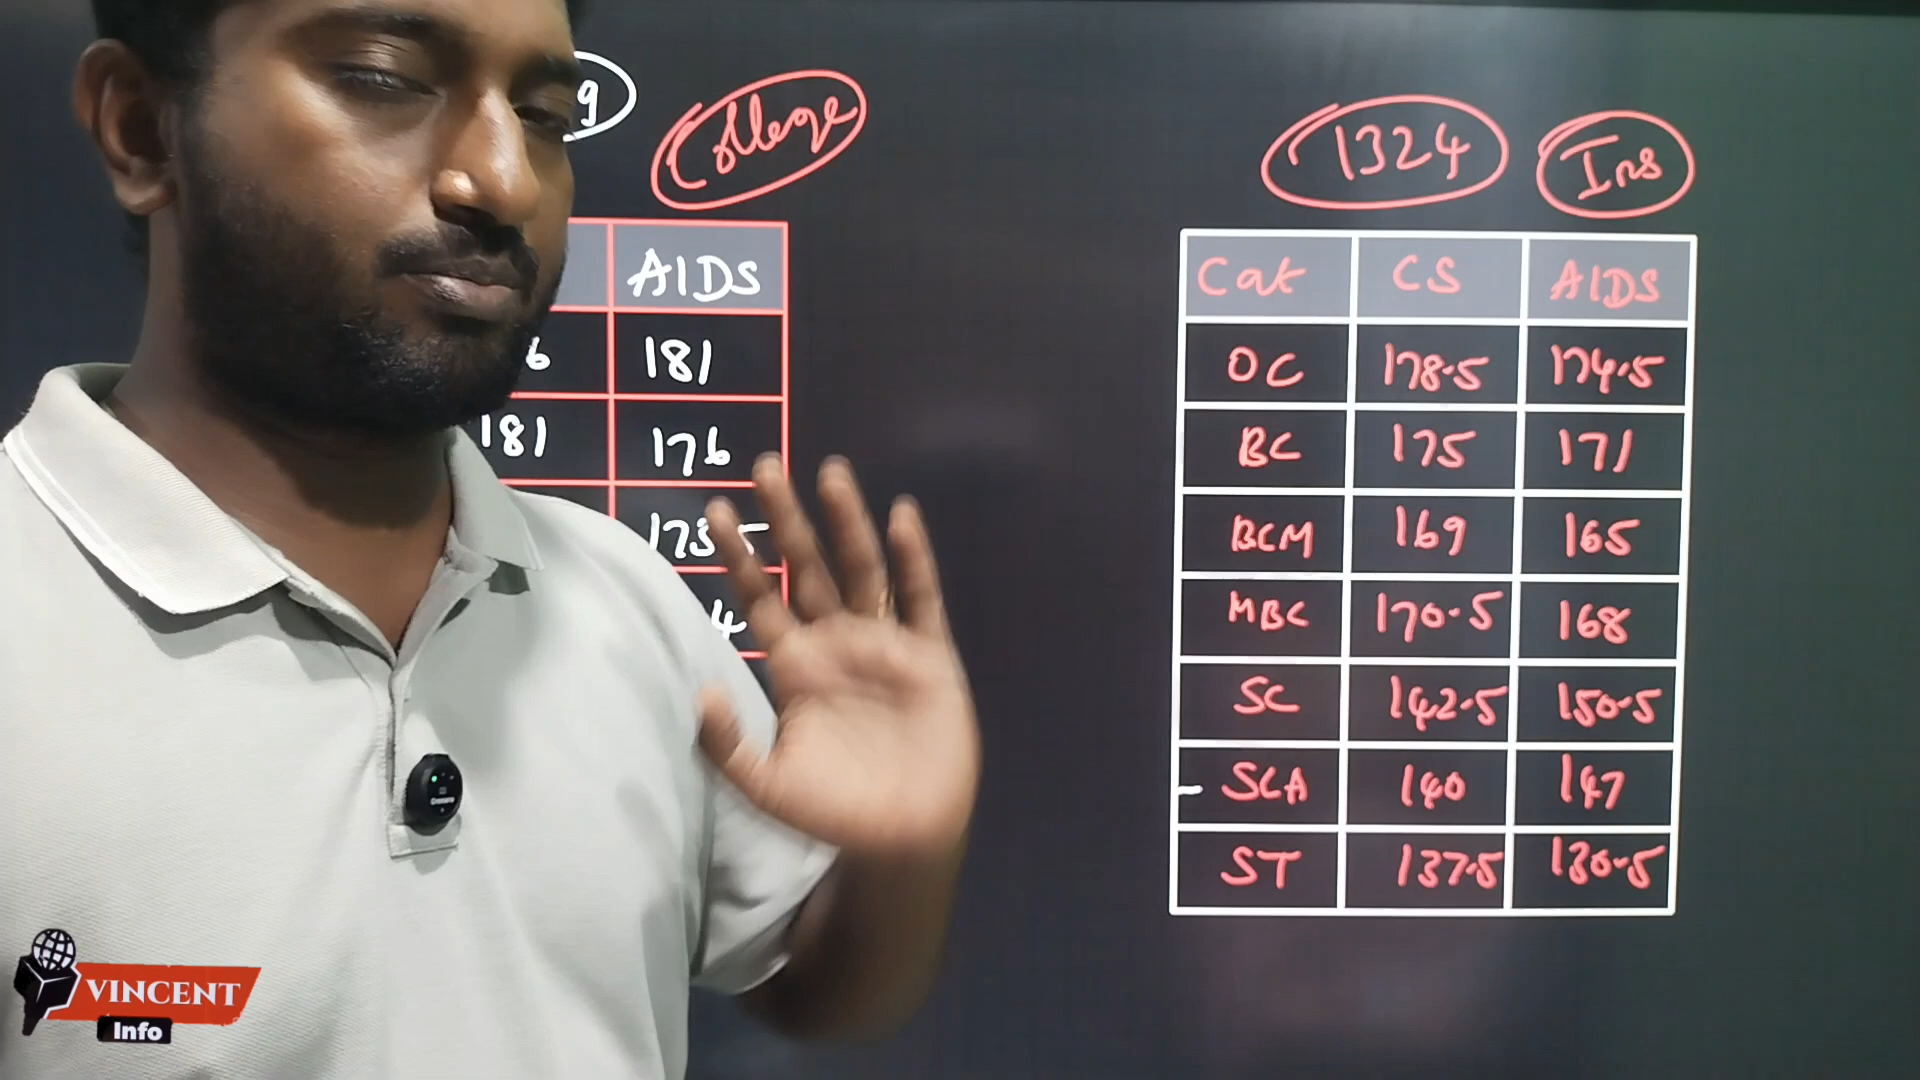 College
AIDS
181
181 176
1324 Ins
Cat CS AIDS
OC 178.5 174.5
BC 175 171
BCM 169 165
MBC 170.5 168
SC 142.5 150.5
SCA 140 147
ST 137.5 130.5
VINCENT
Info